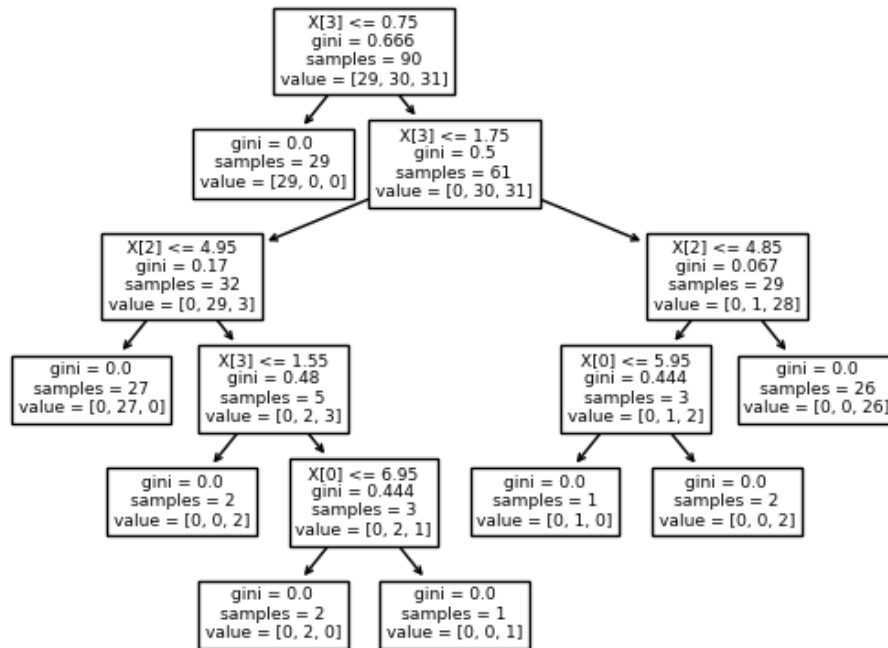 X[3] <= 0.75
gini = 0.666
samples = 90
value = [29, 30, 31]
gini = 0.0
samples = 29
value = [29, 0, 0]
X[3] <= 1.75
gini = 0.5
samples = 61
value = [0, 30, 31]
X[2] <= 4.95
gini = 0.17
samples = 32
value = [0, 29, 3]
X[2] <= 4.85
gini = 0.067
samples = 29
value = [0, 1, 28]
gini = 0.0
samples = 27
value = [0, 27, 0]
X[3] <= 1.55
gini = 0.48
samples = 5
value = [0, 2, 3]
X[0] <= 5.95
gini = 0.444
samples = 3
value = [0, 1, 2]
gini = 0.0
samples = 26
value = [0, 0, 26]
gini = 0.0
samples = 2
value = [0, 0, 2]
X[0] <= 6.95
gini = 0.444
samples = 3
value = [0, 2, 1]
gini = 0.0
samples = 1
value = [0, 1, 0]
gini = 0.0
samples = 2
value = [0, 0, 2]
gini = 0.0
samples = 2
value = [0, 2, 0]
gini = 0.0
samples = 1
value = [0, 0, 1]